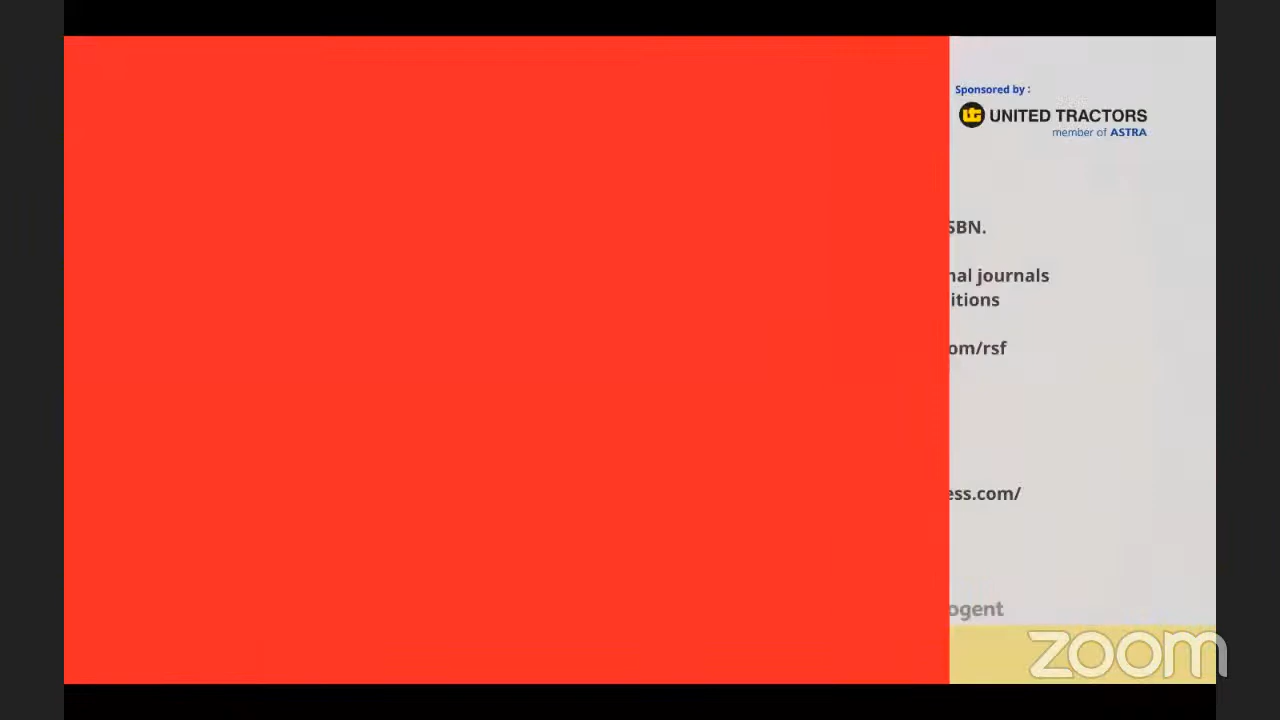 Sponsored by :
UNITED TRACTORS
member of ASTRA
SBN.
nal journals
itions
om/rsf
ess.com/
ogent
zoom